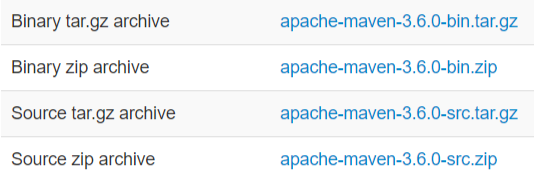 Binary tar.gz archive apache-maven-3.6.0-bin.tar.gz
Binary zip archive apache-maven-3.6.0-bin.zip
Source tar.gz archive apache-maven-3.6.0-src.tar.gz
Source zip archive apache-maven-3.6.0-src.zip